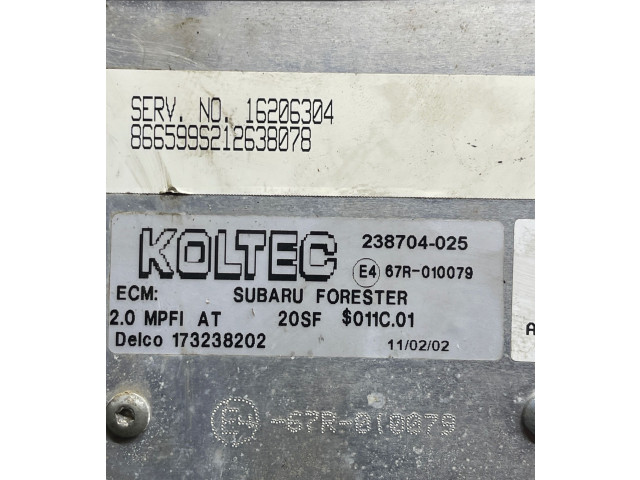 SERV. NO. 16206304
866599S212638078
KOLTEC 238704-025
E4 67R-010079
ECM: SUBARU FORESTER
2.0 MPFI AT 20SF $011C.01
Delco 173238202 11/02/02
A
E4 -67R-010079